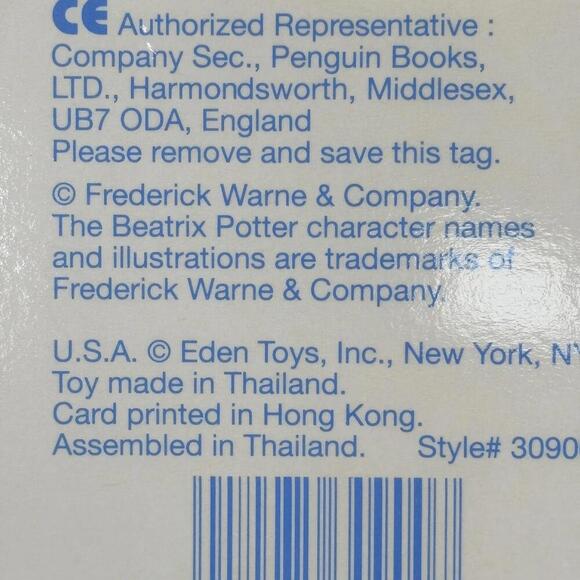 CE Authorized Representative :
Company Sec., Penguin Books,
LTD., Harmondsworth, Middlesex,
UB7 ODA, England
Please remove and save this tag.
© Frederick Warne & Company.
The Beatrix Potter character names
and illustrations are trademarks of
Frederick Warne & Company.
U.S.A. © Eden Toys, Inc., New York, NY
Toy made in Thailand.
Card printed in Hong Kong.
Assembled in Thailand. Style#